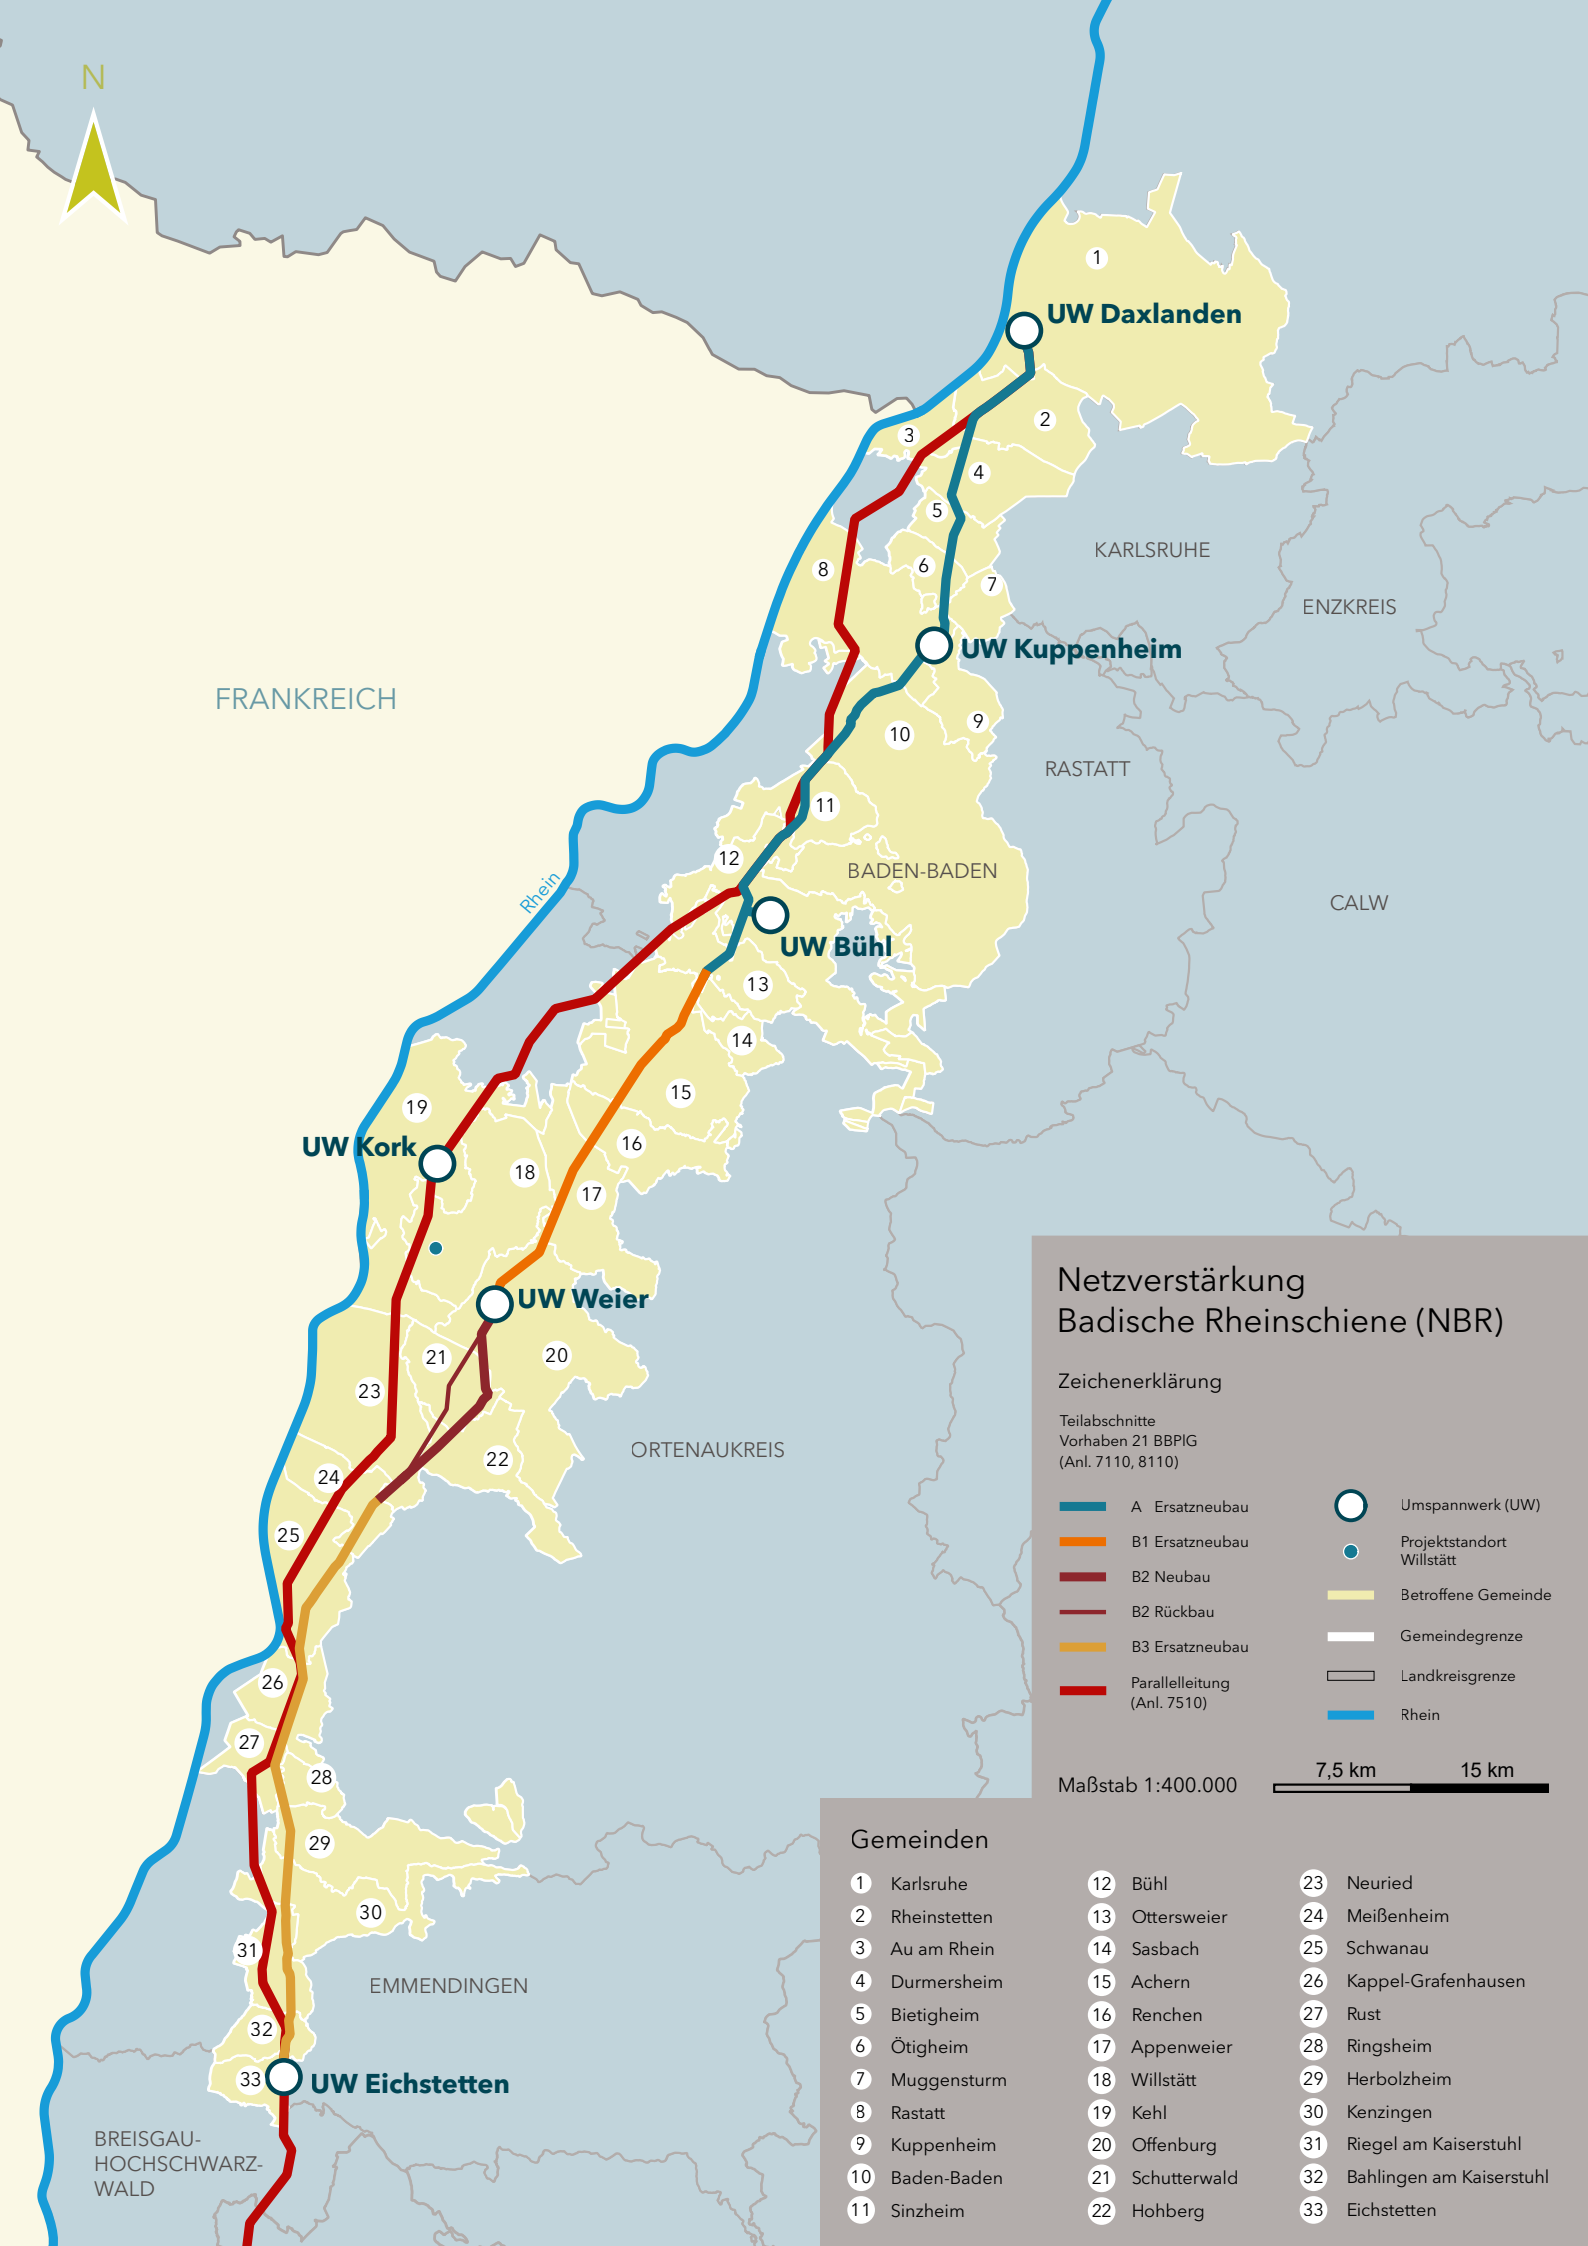 N
1
UW Daxlanden
2
3
4
5
KARLSRUHE
6
8
7
ENZKREIS
UW Kuppenheim
FRANKREICH
9
10
RASTATT
11
12
BADEN-BADEN
Rhein
CALW
UW Bühl
13
14
15
19
16
UW Kork
18
17
UW Weier
20
21
23
ORTENAUKREIS
22
24
25
26
27
28
29
30
31
EMMENDINGEN
32
33
UW Eichstetten
BREISGAU-
HOCHSCHWARZ-
WALD
Netzverstärkung
Badische Rheinschiene (NBR)
Zeichenerklärung
Teilabschnitte
Vorhaben 21 BBPlG
(Anl. 7110, 8110)
A Ersatzneubau
B1 Ersatzneubau
B2 Neubau
B2 Rückbau
B3 Ersatzneubau
Parallelleitung
(Anl. 7510)
Umspannwerk (UW)
Projektstandort
Willstätt
Betroffene Gemeinde
Gemeindegrenze
Landkreisgrenze
Rhein
Maßstab 1:400.000
7,5 km 15 km
Gemeinden
1 Karlsruhe
2 Rheinstetten
3 Au am Rhein
4 Durmersheim
5 Bietigheim
6 Ötigheim
7 Muggensturm
8 Rastatt
9 Kuppenheim
10 Baden-Baden
11 Sinzheim
12 Bühl
13 Ottersweier
14 Sasbach
15 Achern
16 Renchen
17 Appenweier
18 Willstätt
19 Kehl
20 Offenburg
21 Schutterwald
22 Hohberg
23 Neuried
24 Meißenheim
25 Schwanau
26 Kappel-Grafenhausen
27 Rust
28 Ringsheim
29 Herbolzheim
30 Kenzingen
31 Riegel am Kaiserstuhl
32 Bahlingen am Kaiserstuhl
33 Eichstetten